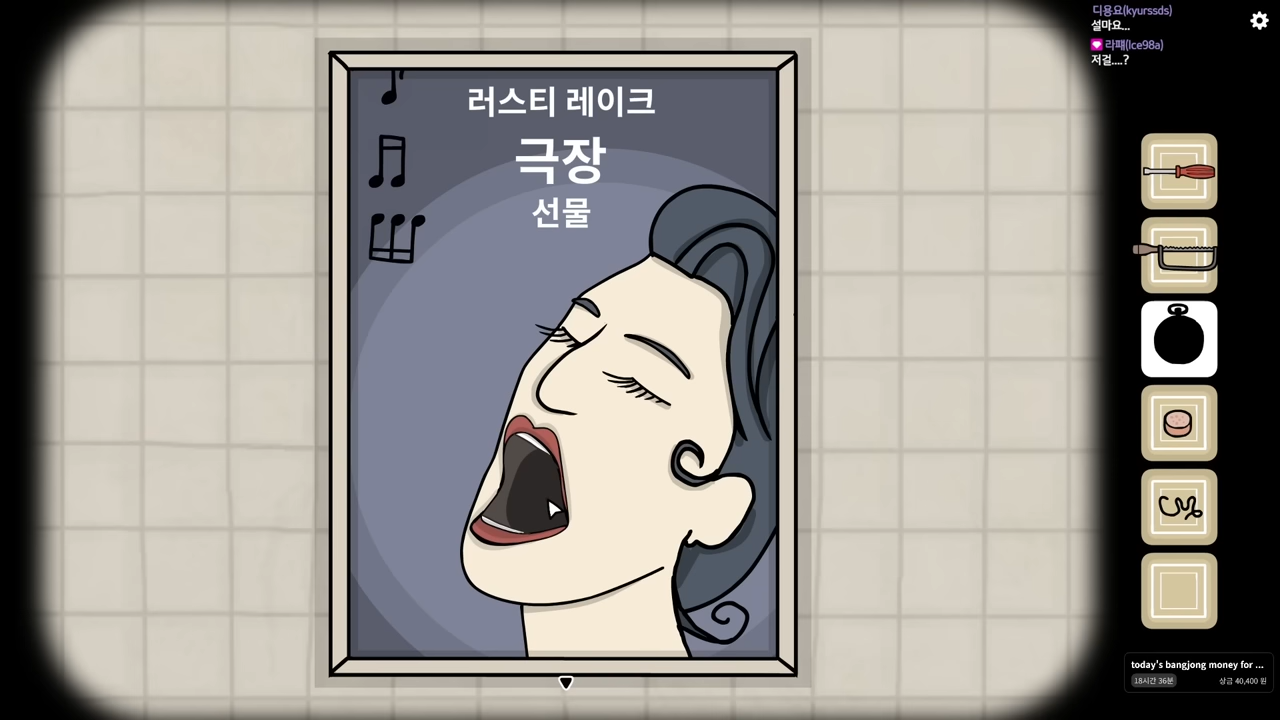 디용요(kyurssds)
설마요...
라떄(lce98a)
저걸....?
러스티 레이크
극장
선물
today's bangjong money for ...
18시간 36분
상금 40,400 원